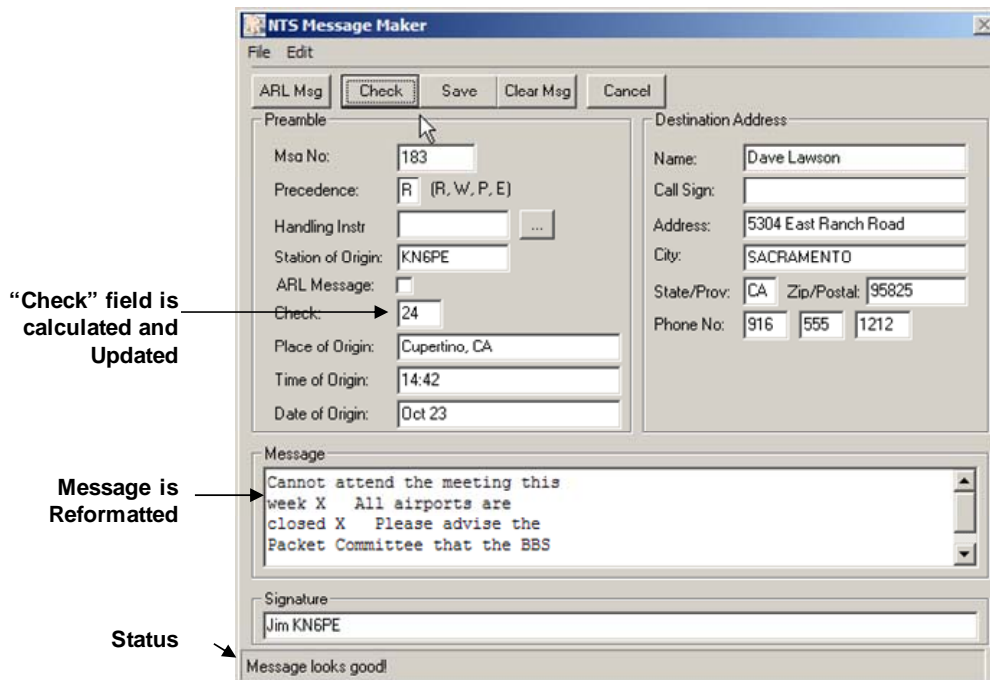 NTS Message Maker
File Edit
ARL Msg Check Save Clear Msg Cancel
Preamble
Msg No: 183
Precedence: R (R, W, P, E)
Handling Instr ...
Station of Origin: KN6PE
ARL Message:
Check: 24
Place of Origin: Cupertino, CA
Time of Origin: 14:42
Date of Origin: Oct 23
Destination Address
Name: Dave Lawson
Call Sign:
Address: 5304 East Ranch Road
City: SACRAMENTO
State/Prov: CA Zip/Postal: 95825
Phone No: 916 555 1212
“Check” field is
calculated and
Updated
Message
Cannot attend the meeting this
week X   All airports are
closed X   Please advise the
Packet Committee that the BBS
Message is
Reformatted
Signature
Jim KN6PE
Status
Message looks good!